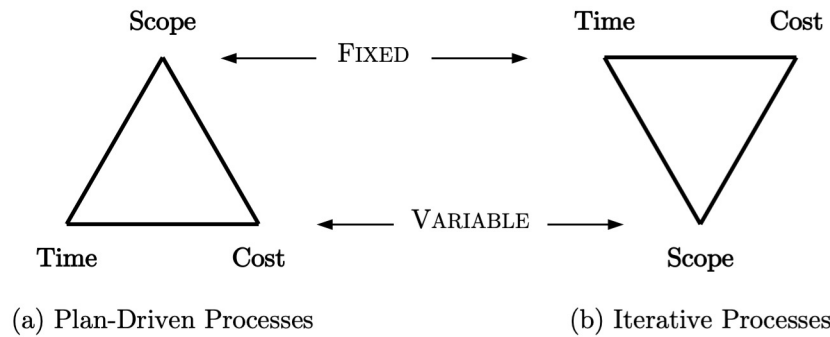 Scope
Time Cost
FIXED
VARIABLE
Time Cost
Scope
(a) Plan-Driven Processes
(b) Iterative Processes